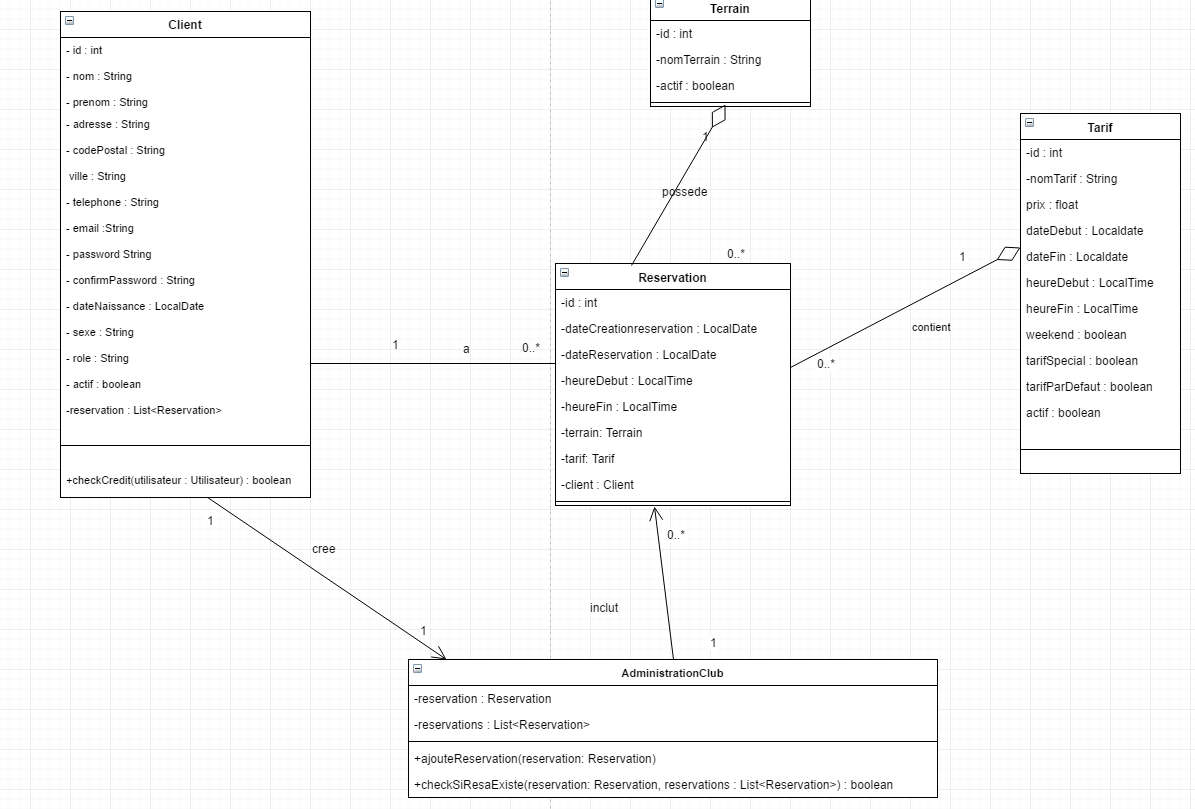 Client
- id : int
- nom : String
- prenom : String
- adresse : String
- codePostal : String
ville : String
- telephone : String
- email :String
- password String
- confirmPassword : String
- dateNaissance : LocalDate
- sexe : String
- role : String
- actif : boolean
-reservation : List<Reservation>
+checkCredit(utilisateur : Utilisateur) : boolean
Terrain
-id : int
-nomTerrain : String
-actif : boolean
1
possede
0..*
Tarif
-id : int
-nomTarif : String
prix : float
dateDebut : Localdate
dateFin : Localdate
heureDebut : LocalTime
heureFin : LocalTime
weekend : boolean
tarifSpecial : boolean
tarifParDefaut : boolean
actif : boolean
1
contient
0..*
Reservation
-id : int
-dateCreationreservation : LocalDate
-dateReservation : LocalDate
-heureDebut : LocalTime
-heureFin : LocalTime
-terrain: Terrain
-tarif: Tarif
-client : Client
1 a 0..*
1
cree
1
0..*
inclut
1
AdministrationClub
-reservation : Reservation
-reservations : List<Reservation>
+ajouteReservation(reservation: Reservation)
+checkSiResaExiste(reservation: Reservation, reservations : List<Reservation>) : boolean